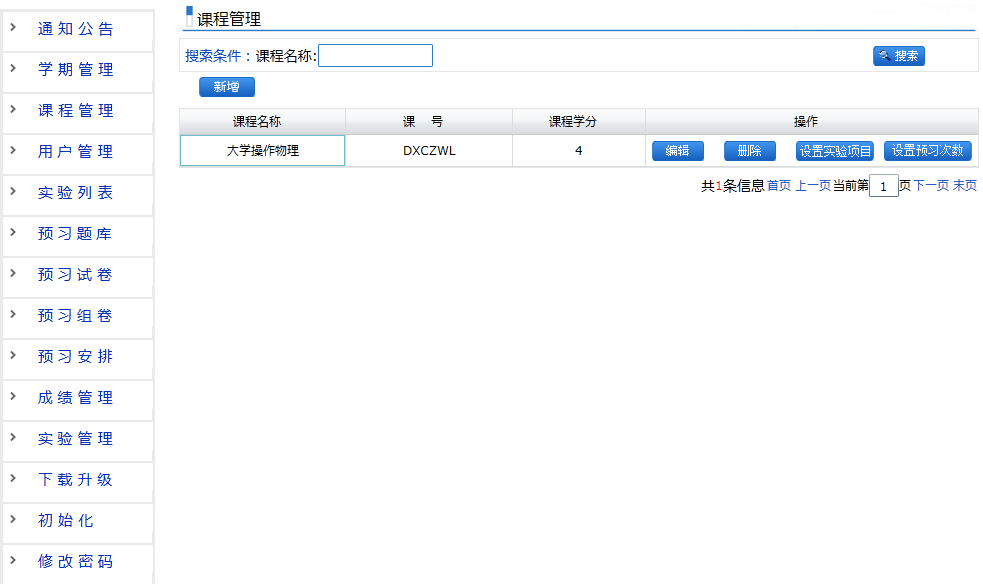 通知公告
学期管理
课程管理
用户管理
实验列表
预习题库
预习试卷
预习组卷
预习安排
成绩管理
实验管理
下载升级
初始化
修改密码
课程管理
搜索条件：课程名称: 搜索
新增
课程名称 课 号 课程学分 操作
大学操作物理 DXCZWL 4 编辑 删除 设置实验项目 设置预习次数
共1条信息 首页 上一页 当前第 1 页 下一页 末页